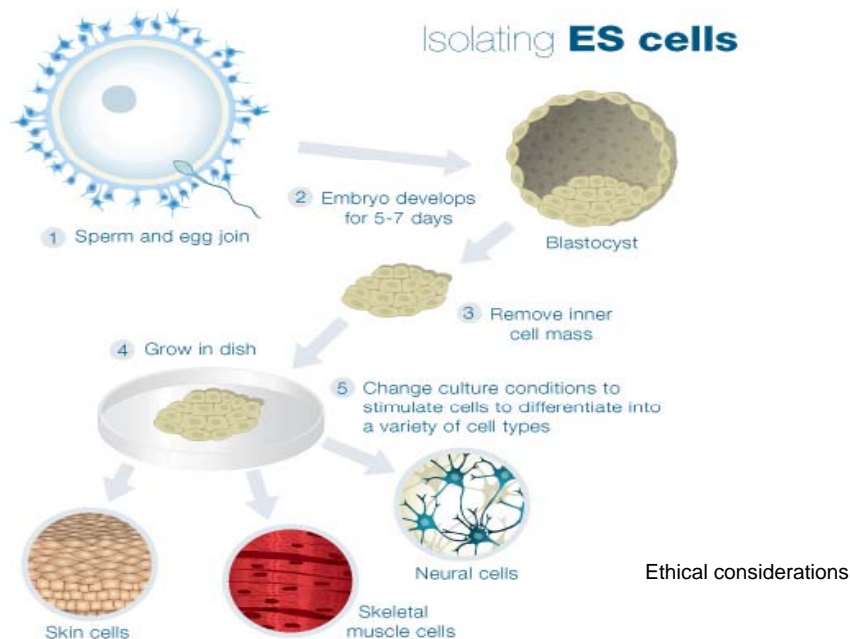 Isolating ES cells
1 Sperm and egg join
2 Embryo develops
for 5-7 days
Blastocyst
3 Remove inner
cell mass
4 Grow in dish
5 Change culture conditions to
stimulate cells to differentiate into
a variety of cell types
Skin cells
Skeletal
muscle cells
Neural cells
Ethical considerations